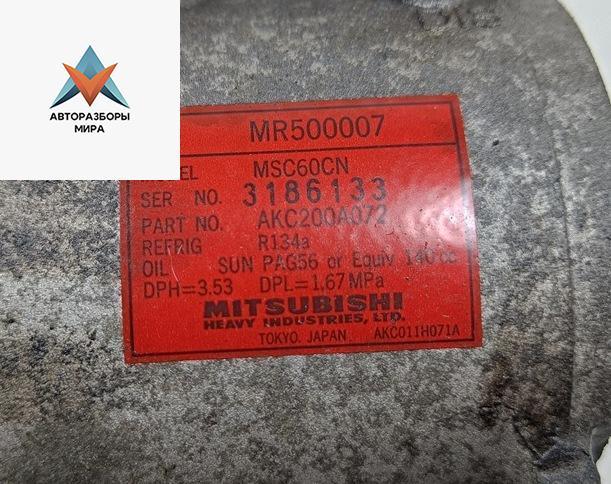 АВТОРАЗБОРЫ
МИРА
MR500007
EL MSC60CN
SER NO. 3186133
PART NO. AKC200A072
REFRIG R134a
OIL SUN PAG56 or Equiv 140 cc
DPH=3.53 DPL=1.67 MPa
MITSUBISHI
HEAVY INDUSTRIES, LTD.
TOKYO. JAPAN AKC011H071A